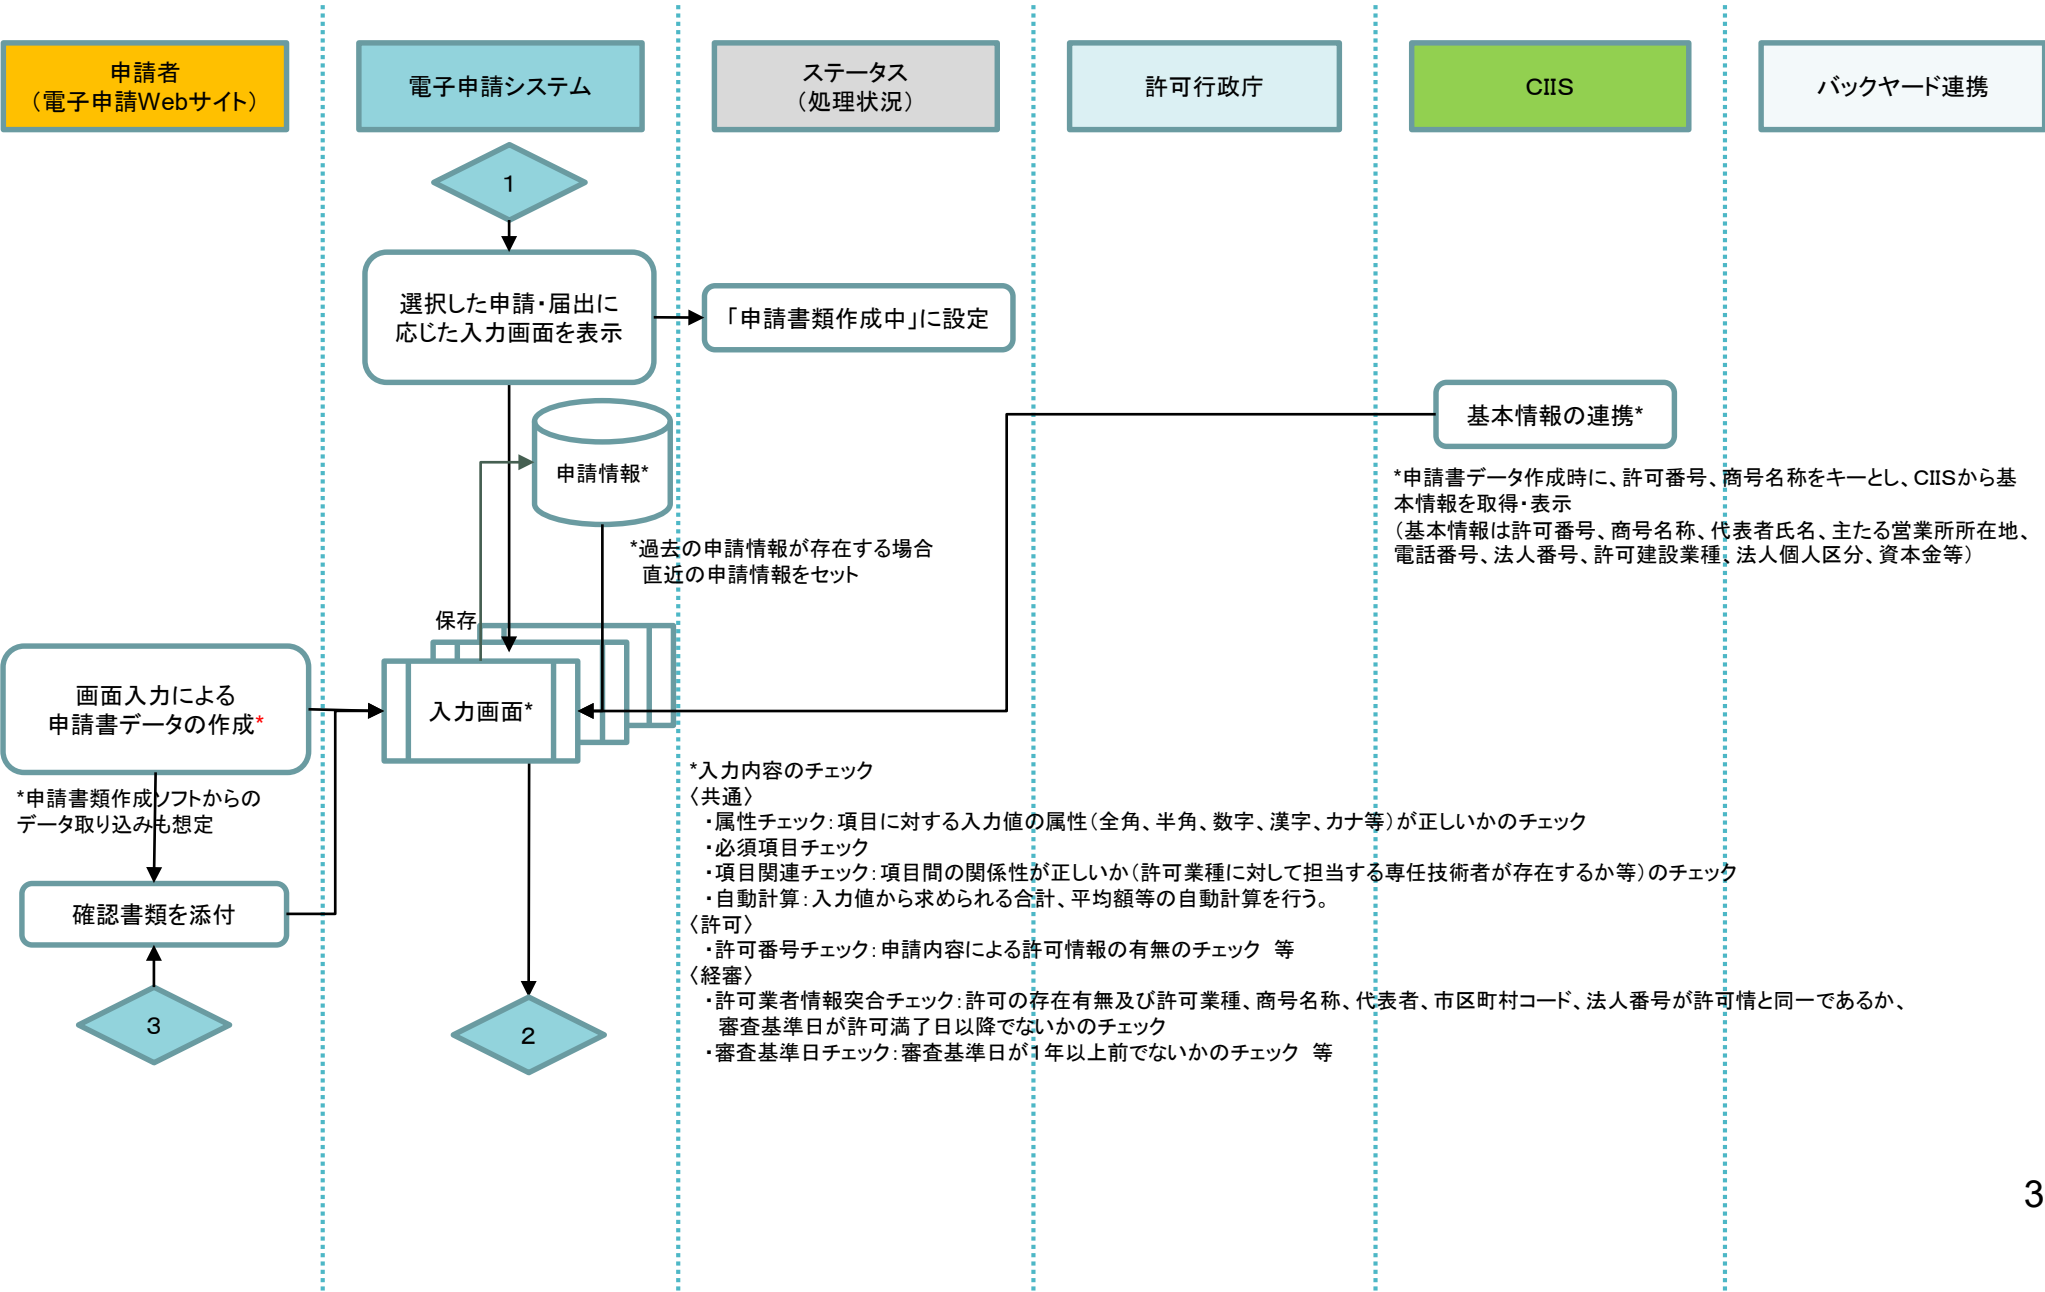 申請者
（電子申請Webサイト）
電子申請システム
ステータス
（処理状況）
許可行政庁
CIIS
バックヤード連携
1
選択した申請・届出に
応じた入力画面を表示
「申請書類作成中」に設定
基本情報の連携*
申請情報*
*申請書データ作成時に、許可番号、商号名称をキーとし、CIISから基
本情報を取得・表示
（基本情報は許可番号、商号名称、代表者氏名、主たる営業所所在地、
電話番号、法人番号、許可建設業種、法人個人区分、資本金等）
*過去の申請情報が存在する場合
直近の申請情報をセット
保存
画面入力による
申請書データの作成*
入力画面*
*申請書類作成ソフトからの
データ取り込みも想定
確認書類を添付
3
2
*入力内容のチェック
〈共通〉
・属性チェック：項目に対する入力値の属性（全角、半角、数字、漢字、カナ等）が正しいかのチェック
・必須項目チェック
・項目関連チェック：項目間の関係性が正しいか（許可業種に対して担当する専任技術者が存在するか等）のチェック
・自動計算：入力値から求められる合計、平均額等の自動計算を行う。
〈許可〉
・許可番号チェック：申請内容による許可情報の有無のチェック　等
〈経審〉
・許可業者情報突合チェック：許可の存在有無及び許可業種、商号名称、代表者、市区町村コード、法人番号が許可情と同一であるか、
審査基準日が許可満了日以降でないかのチェック
・審査基準日チェック：審査基準日が1年以上前でないかのチェック　等
3